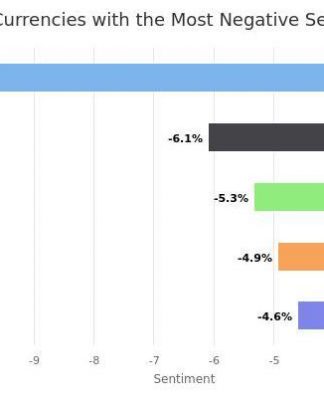 Currencies with the Most Negative Se
-6.1%
-5.3%
-4.9%
-4.6%
-9 -8 -7 -6 -5
Sentiment